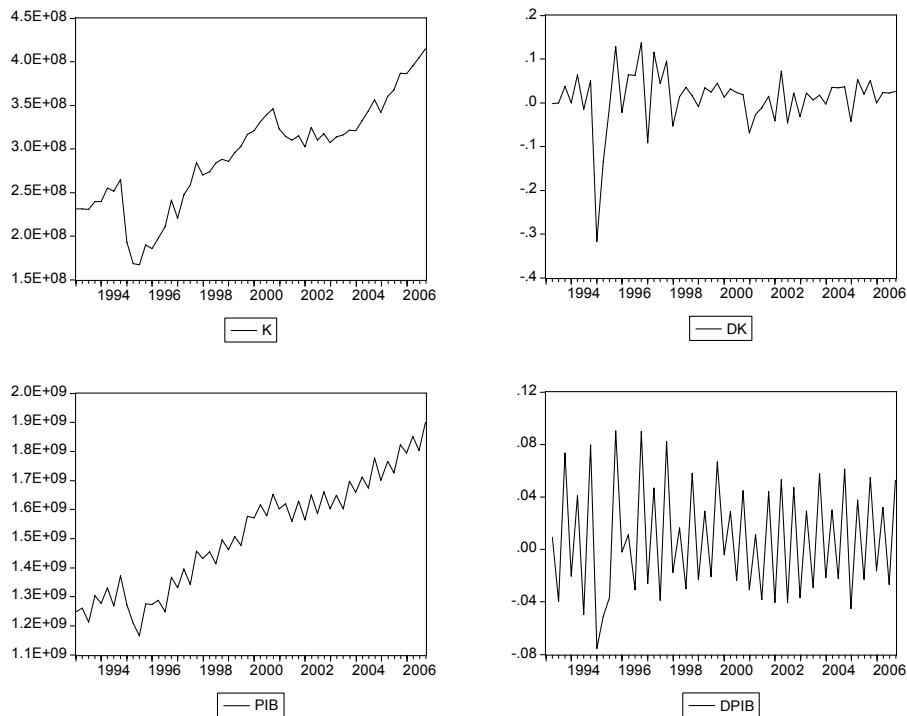 4.5E+08
4.0E+08
3.5E+08
3.0E+08
2.5E+08
2.0E+08
1.5E+08
1994 1996 1998 2000 2002 2004 2006
K
.2
.1
.0
-.1
-.2
-.3
-.4
1994 1996 1998 2000 2002 2004 2006
DK
2.0E+09
1.9E+09
1.8E+09
1.7E+09
1.6E+09
1.5E+09
1.4E+09
1.3E+09
1.2E+09
1.1E+09
1994 1996 1998 2000 2002 2004 2006
PIB
.12
.08
.04
.00
-.04
-.08
1994 1996 1998 2000 2002 2004 2006
DPIB